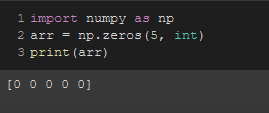 1 import numpy as np
2 arr = np.zeros(5, int)
3 print(arr)
[0 0 0 0 0]